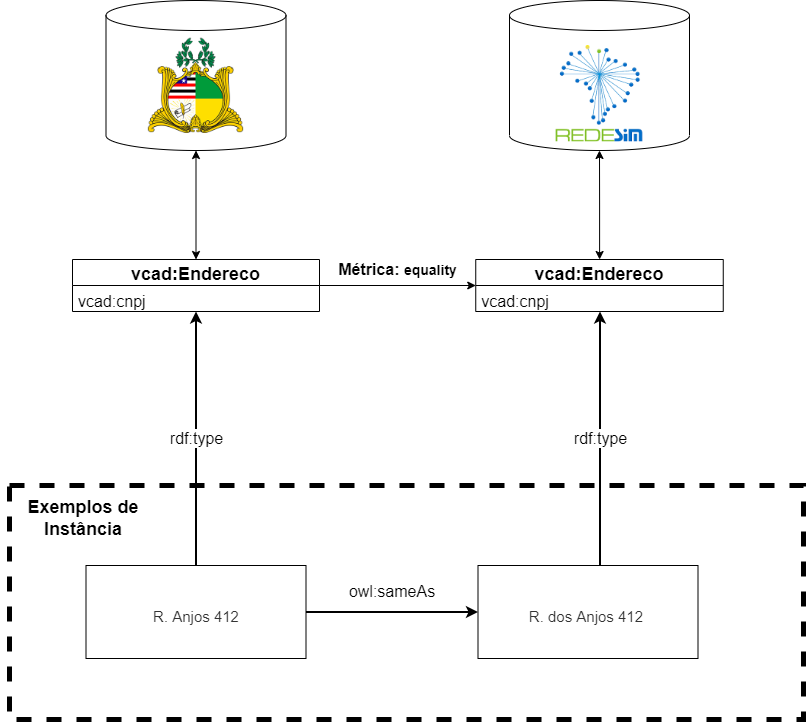 REDESIM
vcad:Endereco
vcad:cnpj
Métrica: equality
vcad:Endereco
vcad:cnpj
rdf:type
rdf:type
Exemplos de
Instância
R. Anjos 412
owl:sameAs
R. dos Anjos 412